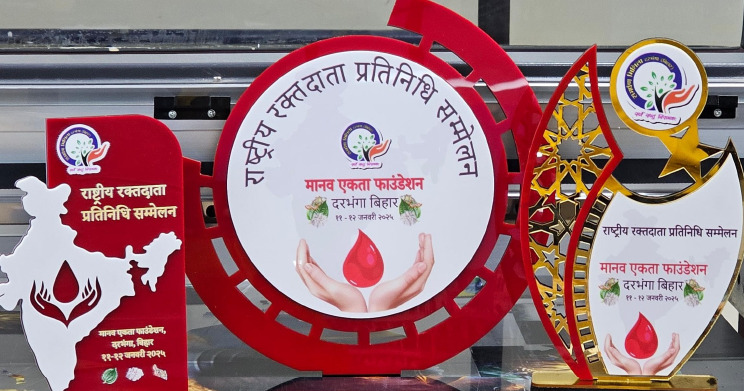 राष्ट्रीय रक्तदाता
प्रतिनिधि सम्मेलन
मानव एकता फाउंडेशन,
दरभंगा, बिहार
११-१२ जनवरी २०२५
राष्ट्रीय रक्तदाता प्रतिनिधि सम्मेलन
मानव एकता फाउंडेशन
दरभंगा बिहार
११ - १२ जनवरी २०२५
राष्ट्रीय रक्तदाता प्रतिनिधि सम्मेलन
मानव एकता फाउंडेशन
दरभंगा बिहार
११ - १२ जनवरी २०२५